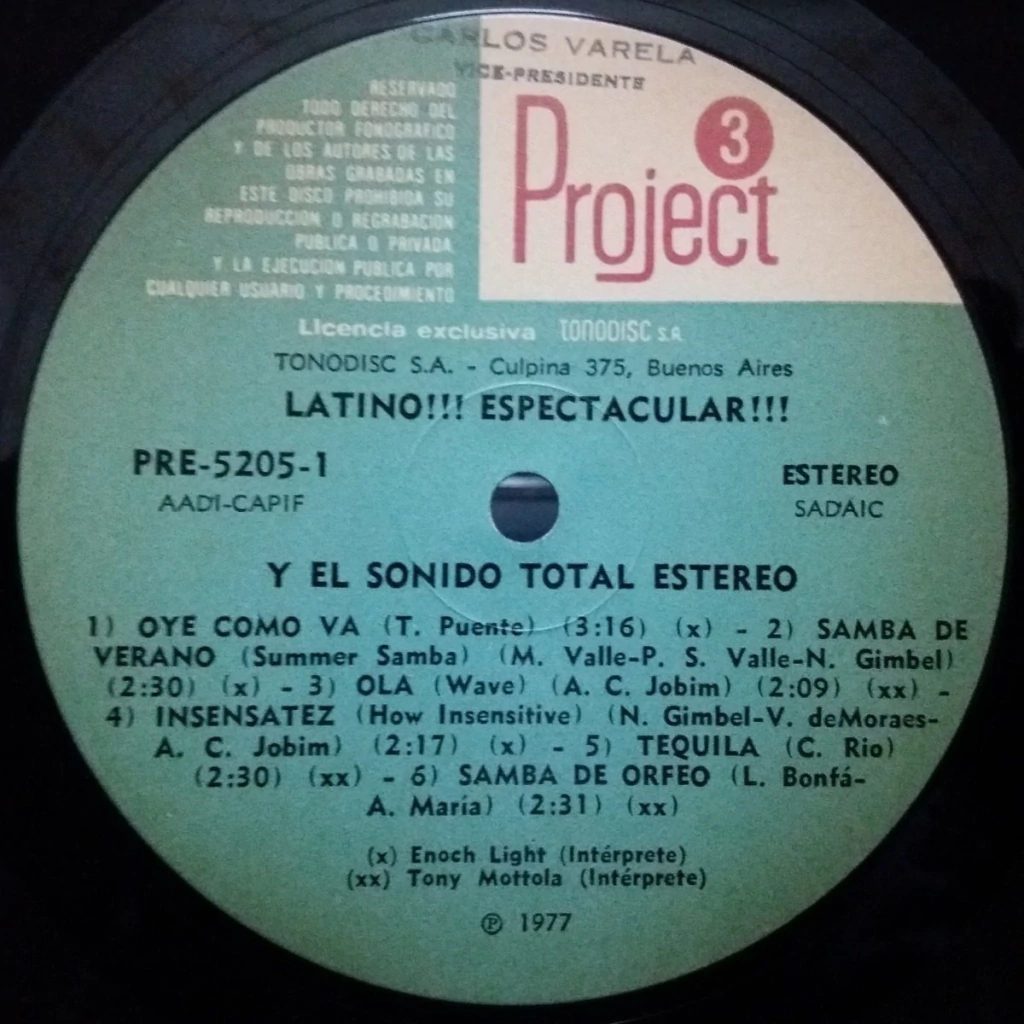 CARLOS VARELA
VICE-PRESIDENTE
RESERVADO
TODO DERECHO DEL
PRODUCTOR FONOGRAFICO
Y DE LOS AUTORES DE LAS
OBRAS GRABADAS EN
ESTE DISCO PROHIBIDA SU
REPRODUCCION O REGRABACION
PUBLICA O PRIVADA
Y LA EJECUCION PUBLICA POR
CUALQUIER USUARIO Y PROCEDIMIENTO
Project 3
Licencia exclusiva TONODISC S.A.
TONODISC S.A. - Culpina 375, Buenos Aires
LATINO!!! ESPECTACULAR!!!
PRE-5205-1
AADI-CAPIF
ESTEREO
SADAIC
Y EL SONIDO TOTAL ESTEREO
1) OYE COMO VA (T. Puente) (3:16) (x) - 2) SAMBA DE
VERANO (Summer Samba) (M. Valle-P. S. Valle-N. Gimbel)
(2:30) (x) - 3) OLA (Wave) (A. C. Jobim) (2:09) (xx) -
4) INSENSATEZ (How Insensitive) (N. Gimbel-V. deMoraes-
A. C. Jobim) (2:17) (x) - 5) TEQUILA (C. Rio)
(2:30) (xx) - 6) SAMBA DE ORFEO (L. Bonfá-
A. María) (2:31) (xx)
(x) Enoch Light (Intérprete)
(xx) Tony Mottola (Intérprete)
℗ 1977